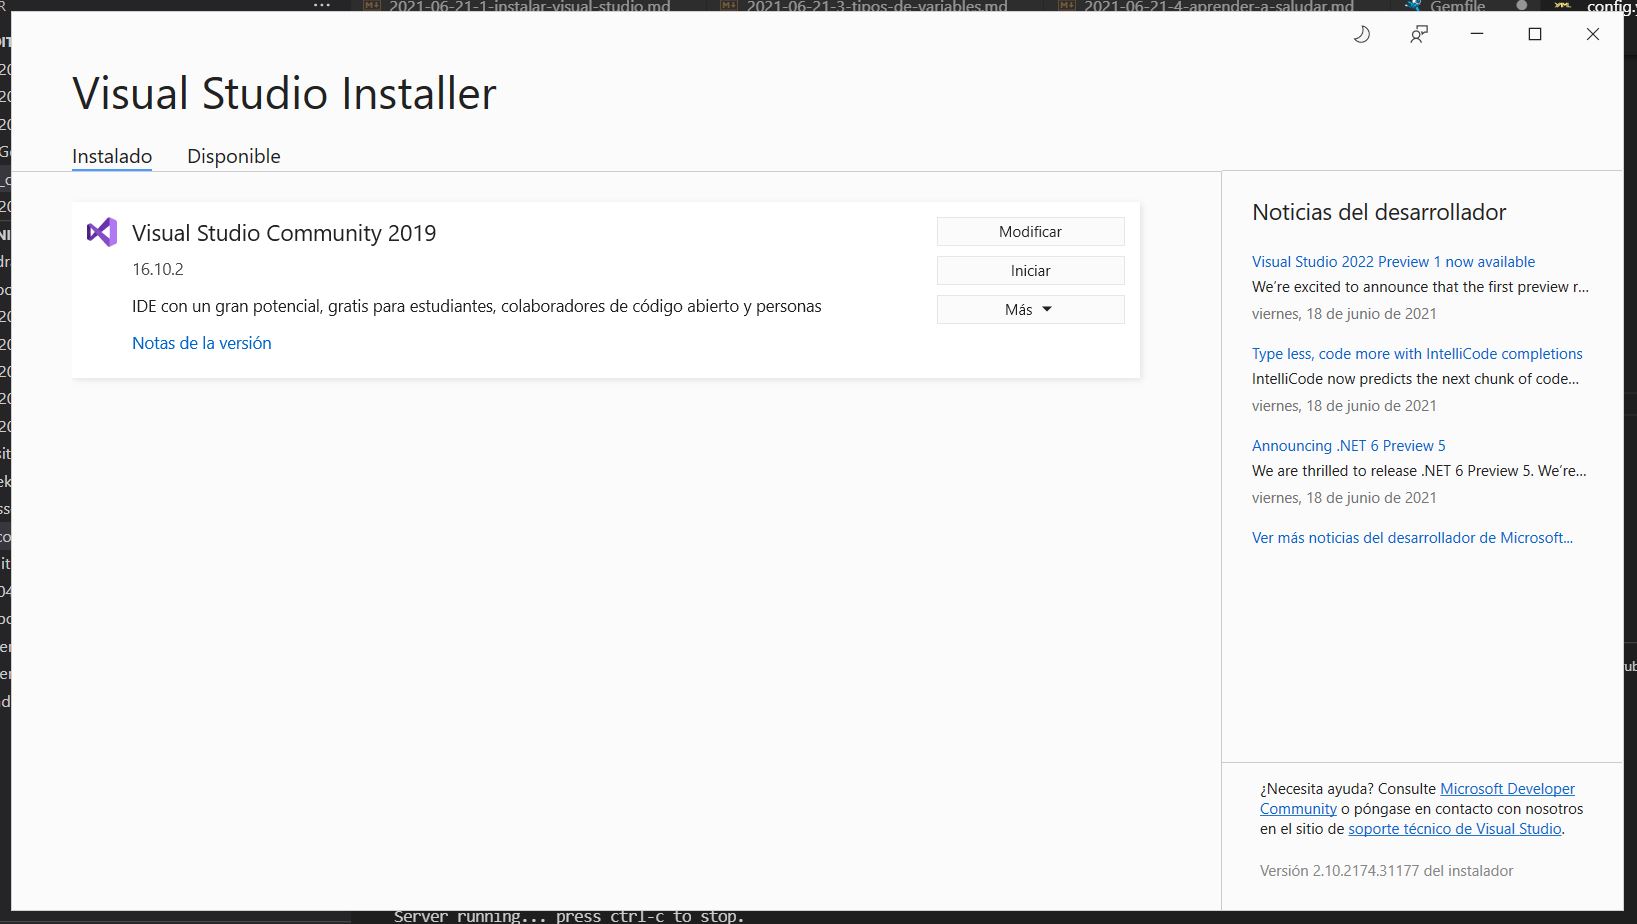 2021-06-21-1-instalar-visual-studio.md
2021-06-21-3-tipos-de-variables.md
2021-06-21-4-aprender-a-saludar.md
Gemfile
Visual Studio Installer
Instalado
Disponible
Visual Studio Community 2019
16.10.2
IDE con un gran potencial, gratis para estudiantes, colaboradores de código abierto y personas
Notas de la versión
Modificar
Iniciar
Más
Noticias del desarrollador
Visual Studio 2022 Preview 1 now available
We're excited to announce that the first preview r...
viernes, 18 de junio de 2021
Type less, code more with IntelliCode completions
IntelliCode now predicts the next chunk of code...
viernes, 18 de junio de 2021
Announcing .NET 6 Preview 5
We are thrilled to release .NET 6 Preview 5. We're...
viernes, 18 de junio de 2021
Ver más noticias del desarrollador de Microsoft...
¿Necesita ayuda? Consulte Microsoft Developer
Community o póngase en contacto con nosotros
en el sitio de soporte técnico de Visual Studio.
Versión 2.10.2174.31177 del instalador
Server running... press ctrl-c to stop.